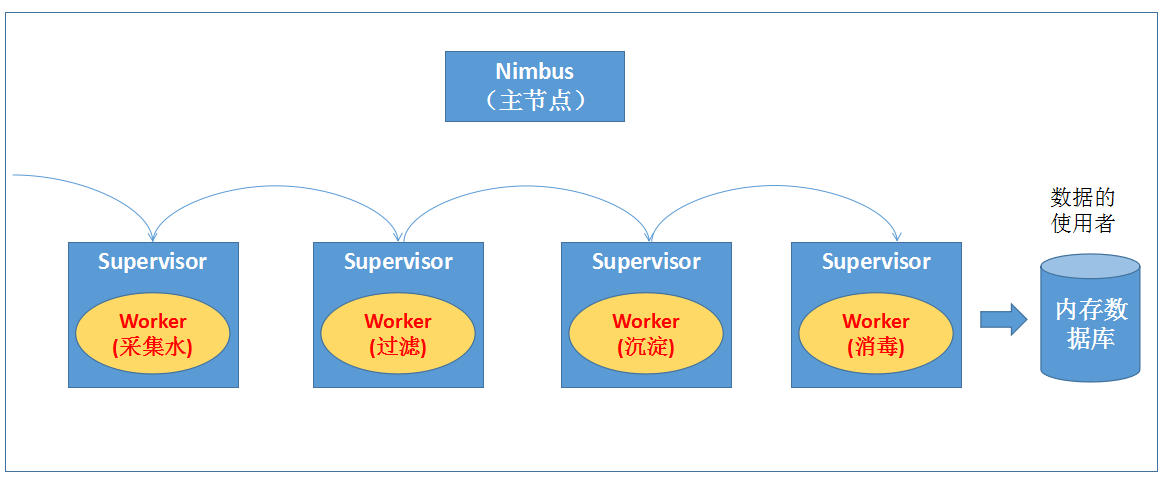 Nimbus
（主节点）
数据的
使用者
Supervisor
Worker
(采集水)
Supervisor
Worker
(过滤)
Supervisor
Worker
(沉淀)
Supervisor
Worker
(消毒)
内存数
据库